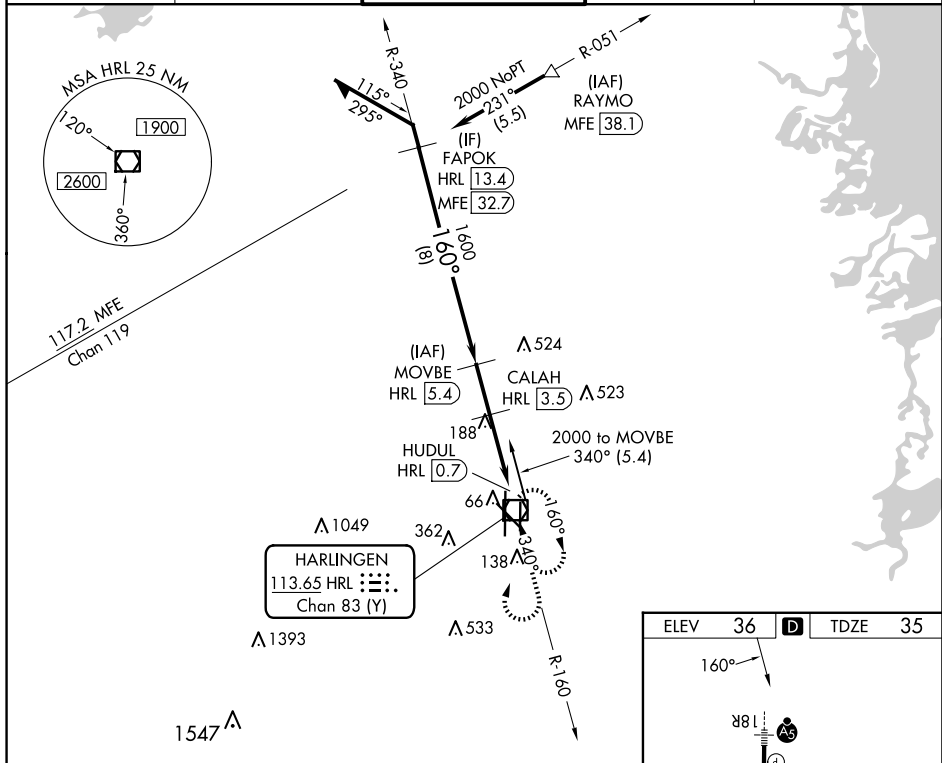 MSA HRL 25 NM
120°
1900
2600
360°
R-340
R-051
115°
295°
2000 NoPT
231°
(5.5)
(IAF)
RAYMO
MFE 38.1
(IF)
FAPOK
HRL 13.4
MFE 32.7
1600
160°
(8)
117.2 MFE
Chan 119
(IAF)
MOVBE
HRL 5.4
524
CALAH
HRL 3.5
523
188
2000 to MOVBE
340° (5.4)
HUDUL
HRL 0.7
66
160°
1049
362
340°
138
HARLINGEN
113.65 HRL
Chan 83 (Y)
1393
533
R-160
1547
ELEV 36 D TDZE 35
160°
18R
A5
d